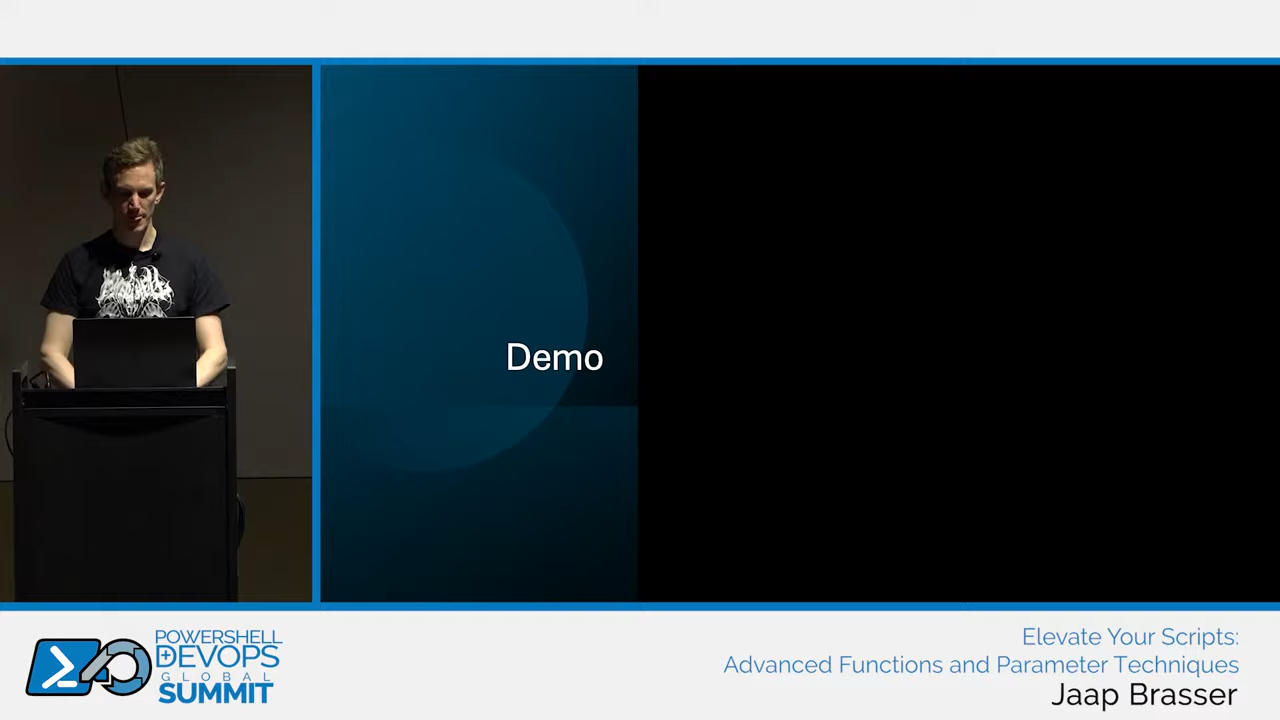 Demo
POWERSHELL
+DEVOPS
GLOBAL
SUMMIT
Elevate Your Scripts:
Advanced Functions and Parameter Techniques
Jaap Brasser